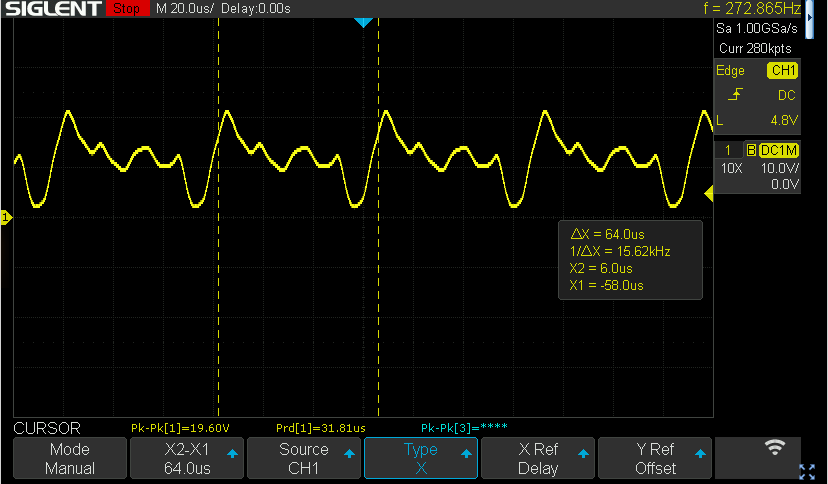 SIGLENT Stop M 20.0us/ Delay:0.00s f = 272.865Hz
Sa 1.00GSa/s
Curr 280kpts
Edge CH1
DC
L 4.8V
1 B DC1M
10X 10.0V/
0.0V
1
△X = 64.0us
1/△X = 15.62kHz
X2 = 6.0us
X1 = -58.0us
CURSOR Pk-Pk[1]=19.60V Prd[1]=31.81us Pk-Pk[3]=****
Mode
Manual
X2-X1
64.0us
Source
CH1
Type
X
X Ref
Delay
Y Ref
Offset